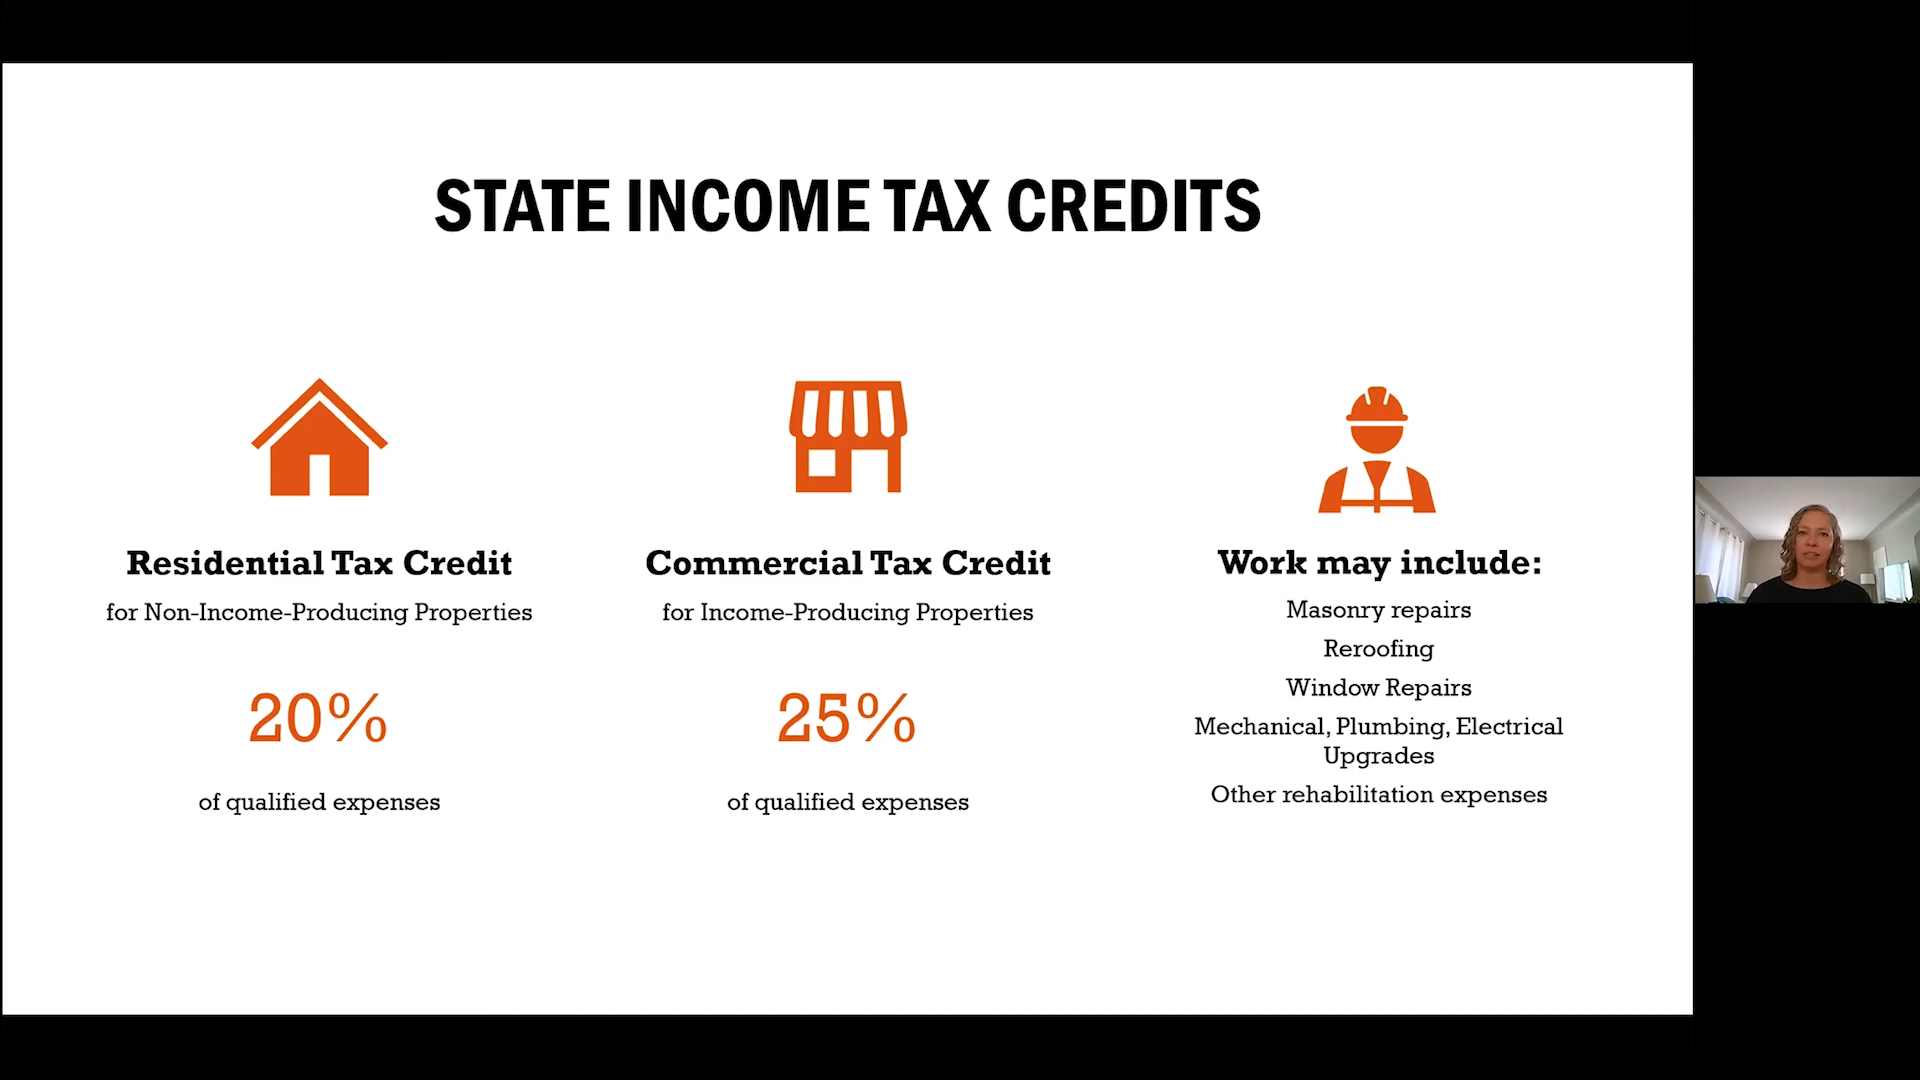 STATE INCOME TAX CREDITS
Residential Tax Credit
for Non-Income-Producing Properties
20%
of qualified expenses
Commercial Tax Credit
for Income-Producing Properties
25%
of qualified expenses
Work may include:
Masonry repairs
Reroofing
Window Repairs
Mechanical, Plumbing, Electrical
Upgrades
Other rehabilitation expenses